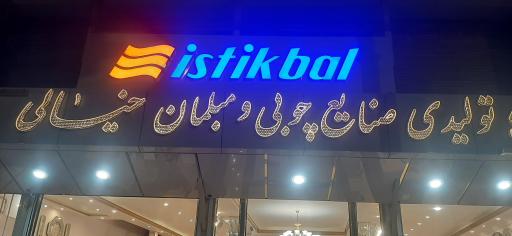 istikbal
و تولیدی صنایع چوبی و مبلمان خیالی